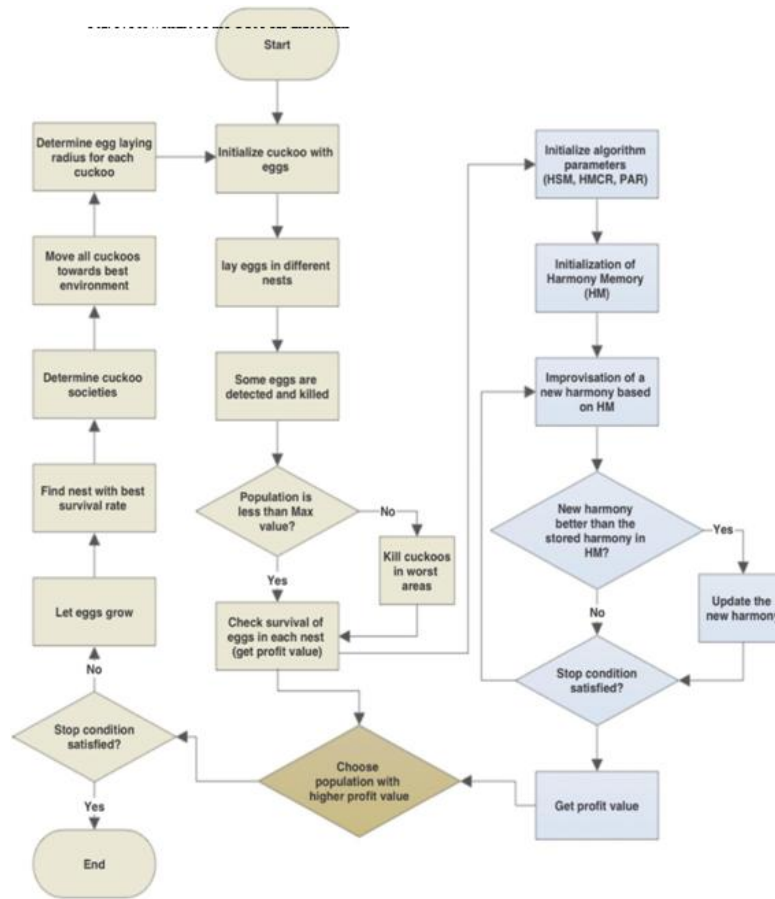 Start
Determine egg laying
radius for each
cuckoo
Initialize cuckoo with
eggs
Initialize algorithm
parameters
(HSM, HMCR, PAR)
Move all cuckoos
towards best
environment
lay eggs in different
nests
Initialization of
Harmony Memory
(HM)
Determine cuckoo
societies
Some eggs are
detected and killed
Improvisation of a
new harmony based
on HM
Find nest with best
survival rate
Population is
less than Max
value?
No
Kill cuckoos
in worst
areas
Yes
New harmony
better than the
stored harmony in
HM?
Yes
Update the
new harmony
No
Let eggs grow
Check survival of
eggs in each nest
(get profit value)
Stop condition
satisfied?
No
Stop condition
satisfied?
Choose
population with
higher profit value
Get profit value
Yes
End